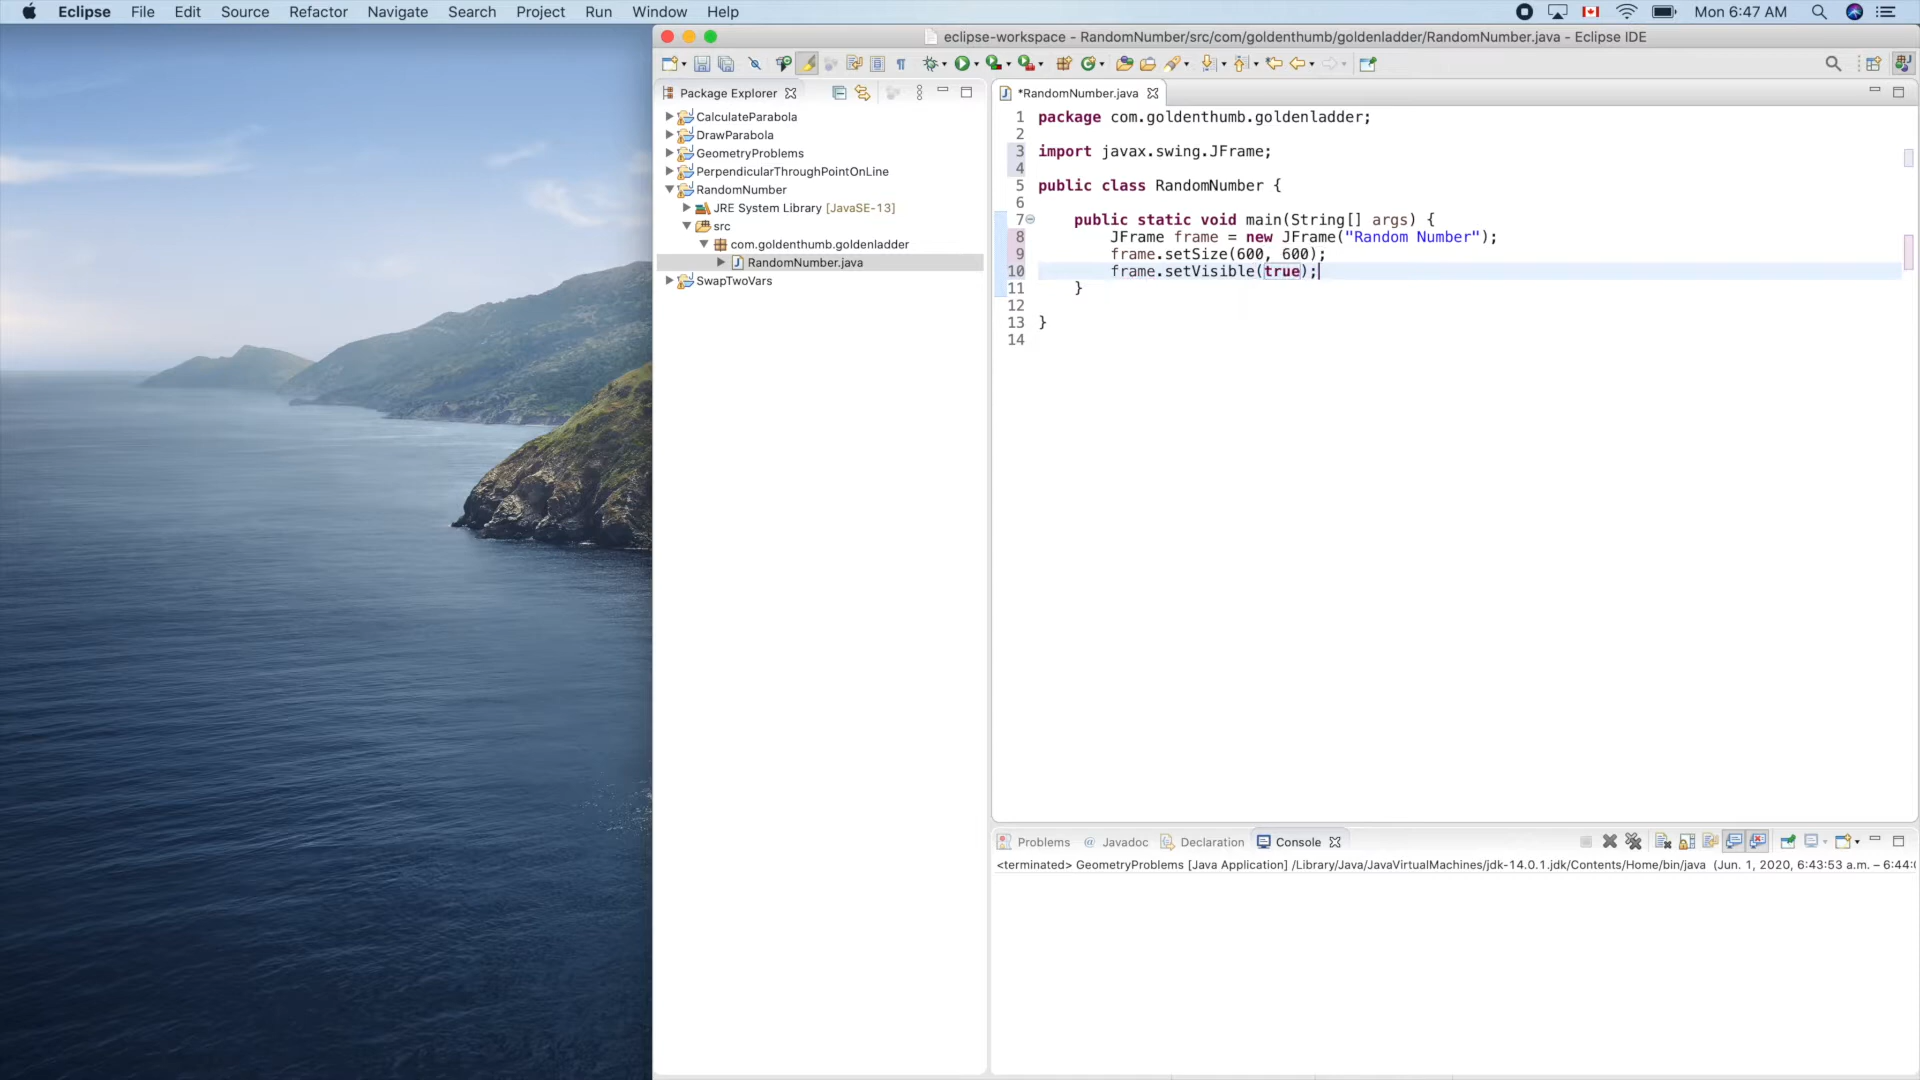 Eclipse File Edit Source Refactor Navigate Search Project Run Window Help Mon 6:47 AM
eclipse-workspace - RandomNumber/src/com/goldenthumb/goldenladder/RandomNumber.java - Eclipse IDE
Package Explorer
CalculateParabola
DrawParabola
GeometryProblems
PerpendicularThroughPointOnLine
RandomNumber
JRE System Library [JavaSE-13]
src
com.goldenthumb.goldenladder
RandomNumber.java
SwapTwoVars
*RandomNumber.java
1 package com.goldenthumb.goldenladder;
2
3 import javax.swing.JFrame;
4
5 public class RandomNumber {
6
7 public static void main(String[] args) {
8 JFrame frame = new JFrame("Random Number");
9 frame.setSize(600, 600);
10 frame.setVisible(true);
11 }
12
13 }
14
Problems @ Javadoc Declaration Console
<terminated> GeometryProblems [Java Application] /Library/Java/JavaVirtualMachines/jdk-14.0.1.jdk/Contents/Home/bin/java (Jun. 1, 2020, 6:43:53 a.m. – 6:44: